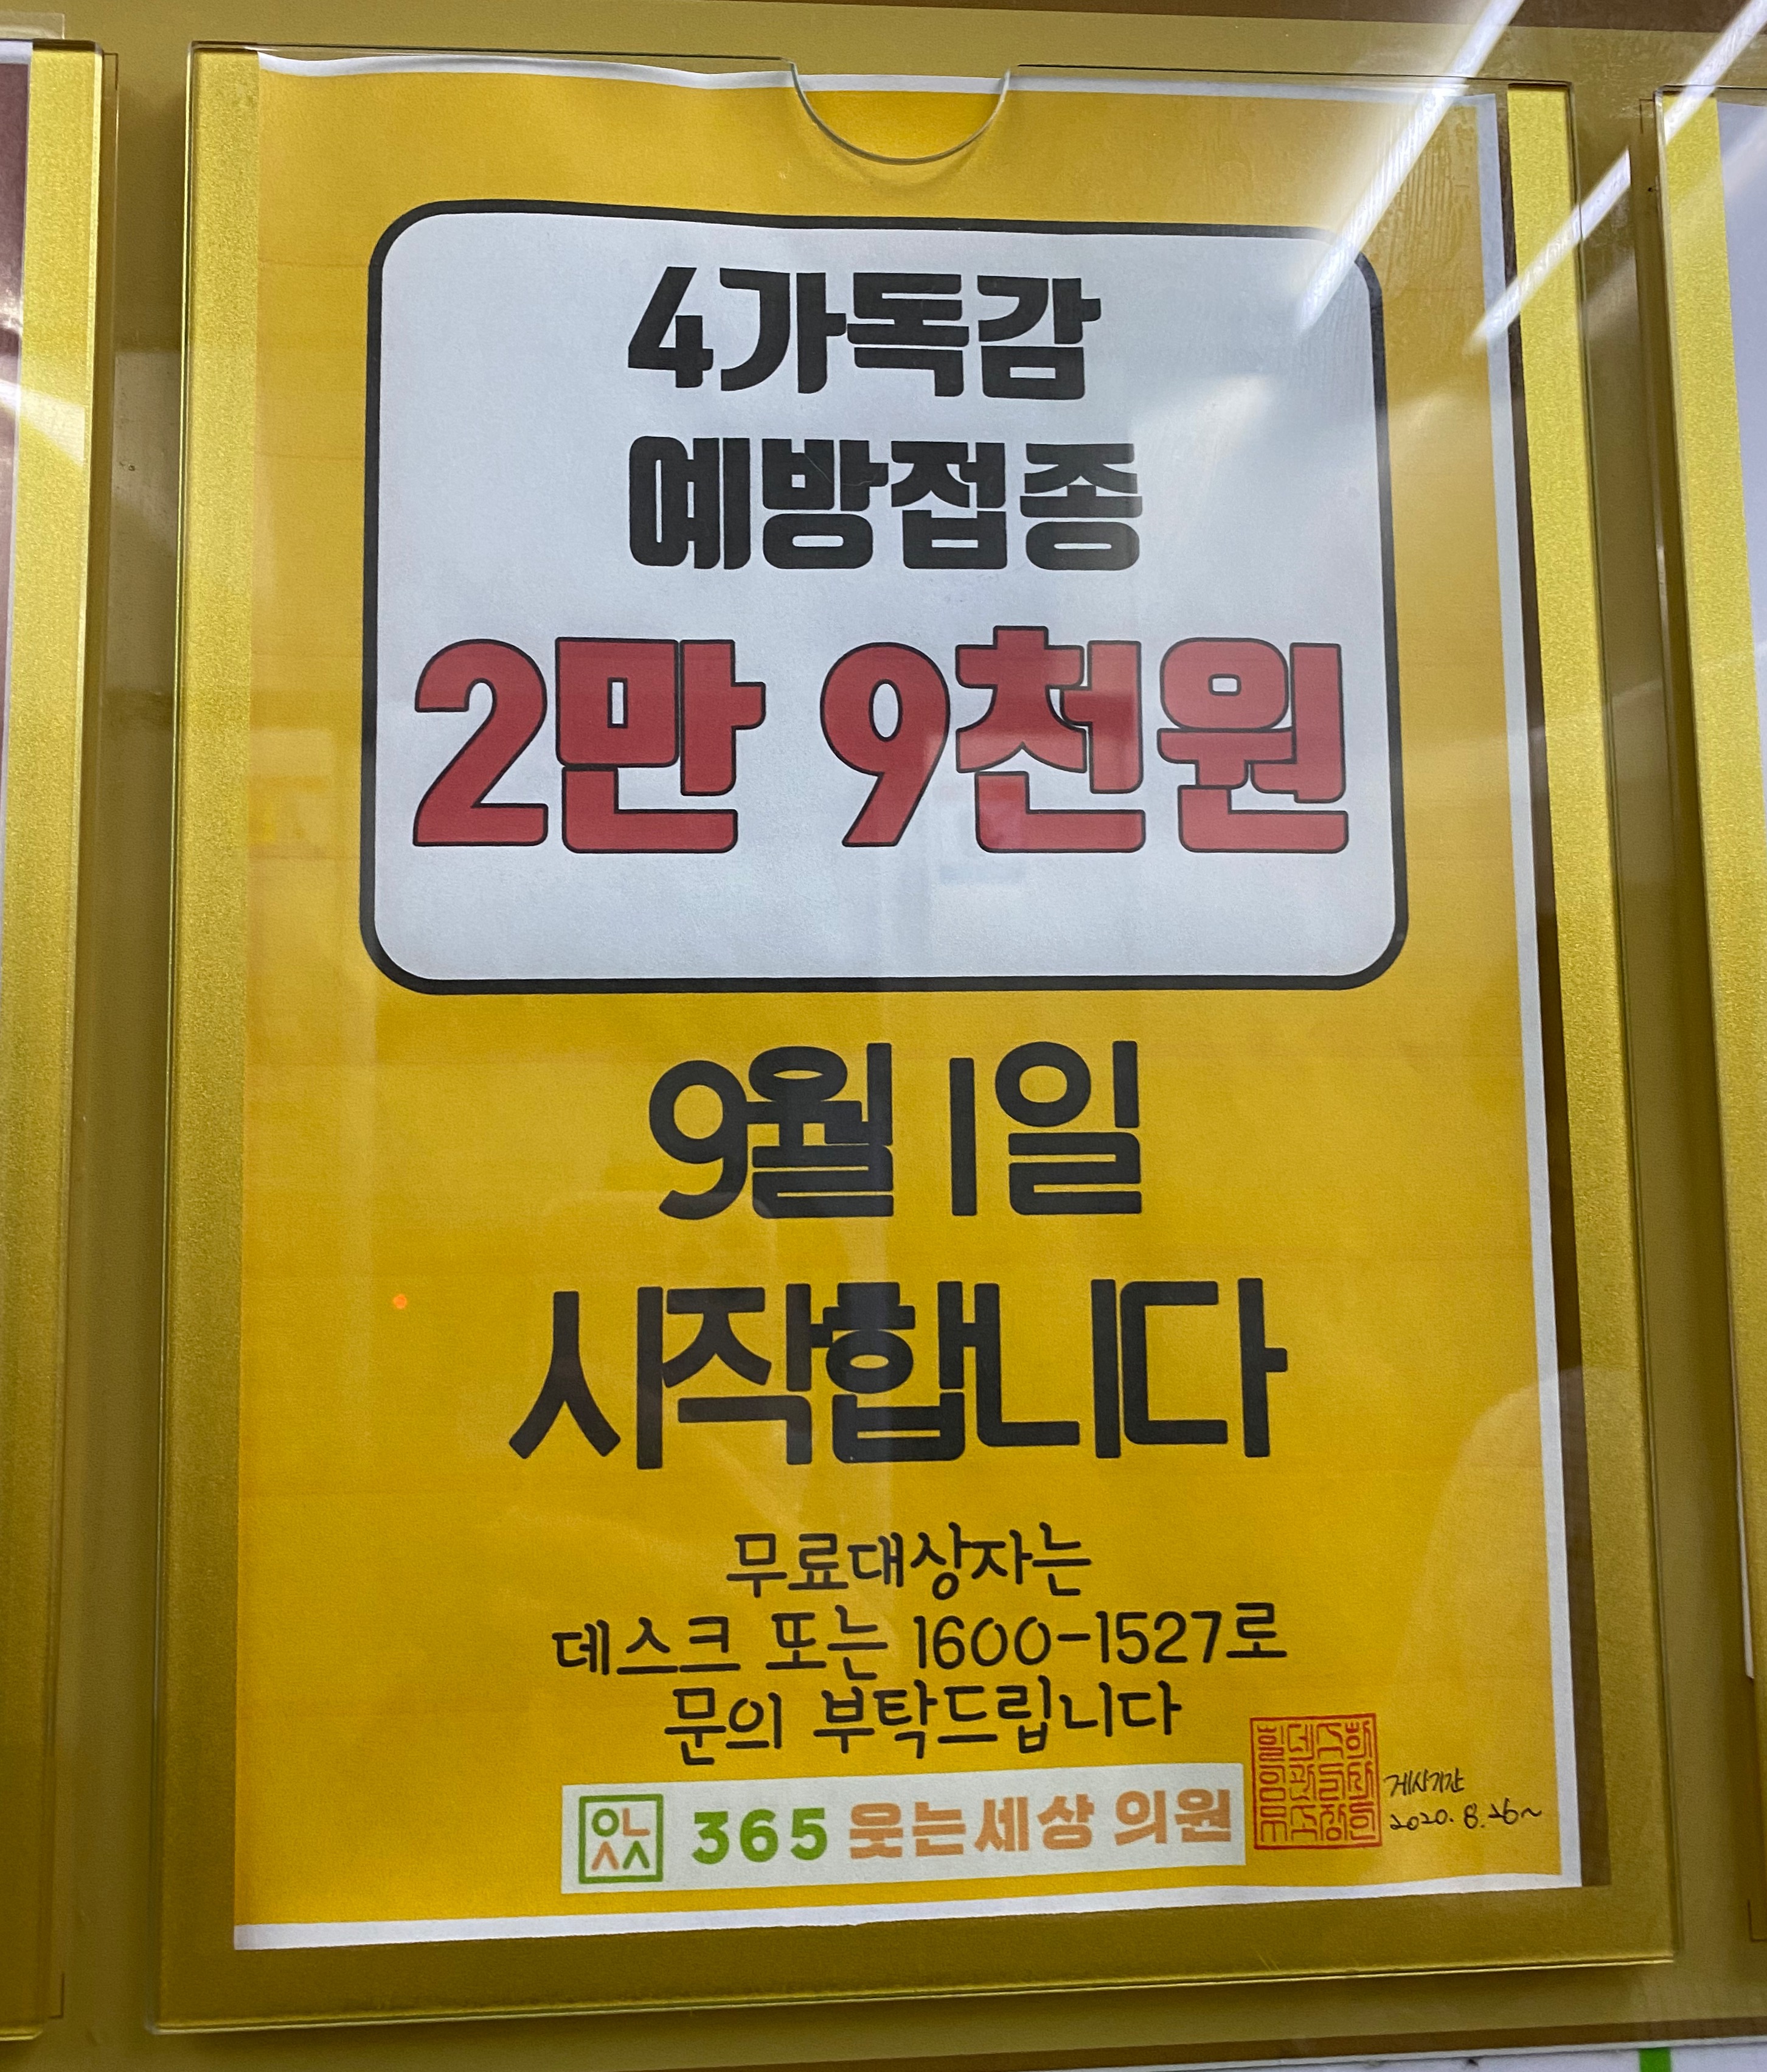 4가독감
예방접종
2만 9천원
9월 1일
시작합니다
무료대상자는
데스크 또는 1600-1527로
문의 부탁드립니다
365 웃는세상 의원
게시기간
2020. 8. 26~